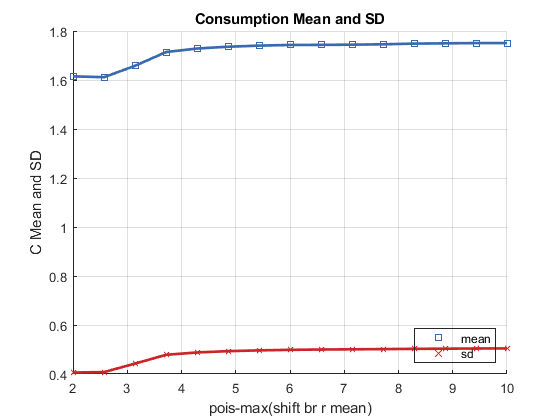 Consumption Mean and SD
C Mean and SD
1.8
1.6
1.4
1.2
1
0.8
0.6
0.4
2 3 4 5 6 7 8 9 10
pois-max(shift br r mean)
mean
sd